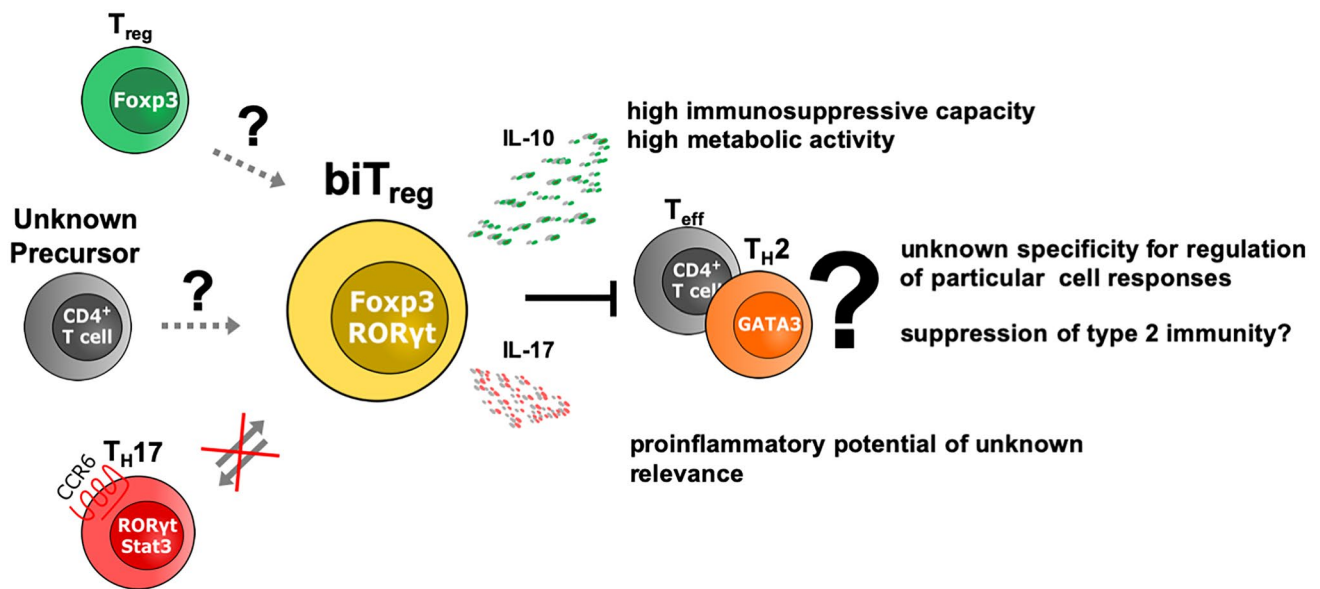 Treg
Foxp3
?
Unknown
Precursor
CD4+
T cell
?
CCR6
TH17
RORγt
Stat3
biTreg
Foxp3
RORγt
IL-10
high immunosuppressive capacity
high metabolic activity
Teff
CD4+
T cell
TH2
GATA3
?
unknown specificity for regulation
of particular cell responses
suppression of type 2 immunity?
IL-17
proinflammatory potential of unknown
relevance